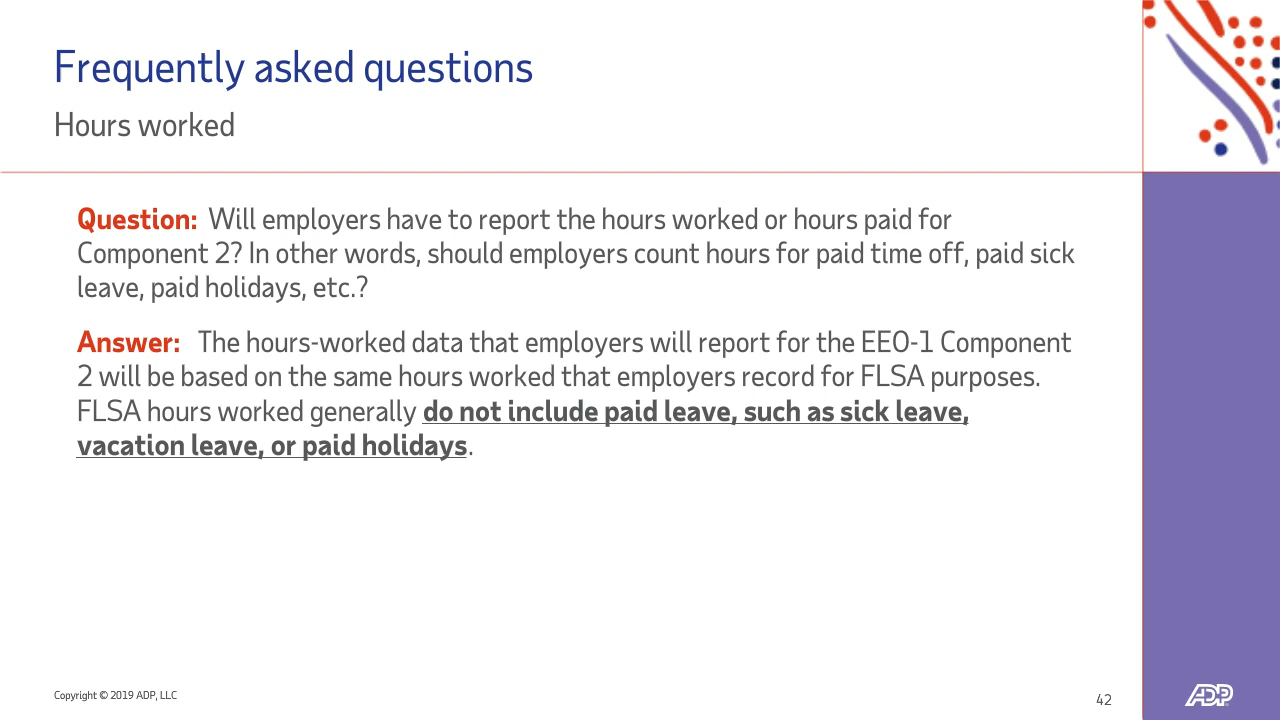 Frequently asked questions
Hours worked
Question: Will employers have to report the hours worked or hours paid for
Component 2? In other words, should employers count hours for paid time off, paid sick
leave, paid holidays, etc.?
Answer: The hours-worked data that employers will report for the EEO-1 Component
2 will be based on the same hours worked that employers record for FLSA purposes.
FLSA hours worked generally do not include paid leave, such as sick leave,
vacation leave, or paid holidays.
Copyright © 2019 ADP, LLC
42
ADP